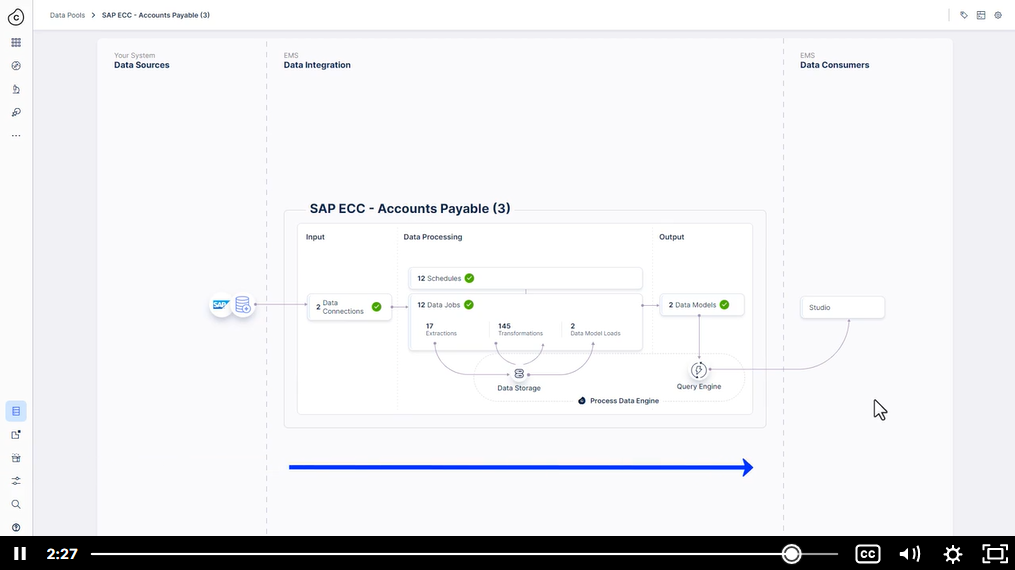 Data Pools > SAP ECC - Accounts Payable (3)
Your System
Data Sources
EMS
Data Integration
EMS
Data Consumers
SAP ECC - Accounts Payable (3)
Input
Data Processing
Output
12 Schedules
SAP
2 Data
Connections
12 Data Jobs
2 Data Models
Studio
17
Extractions
145
Transformations
2
Data Model Loads
Data Storage
Query Engine
Process Data Engine
2:27
CC